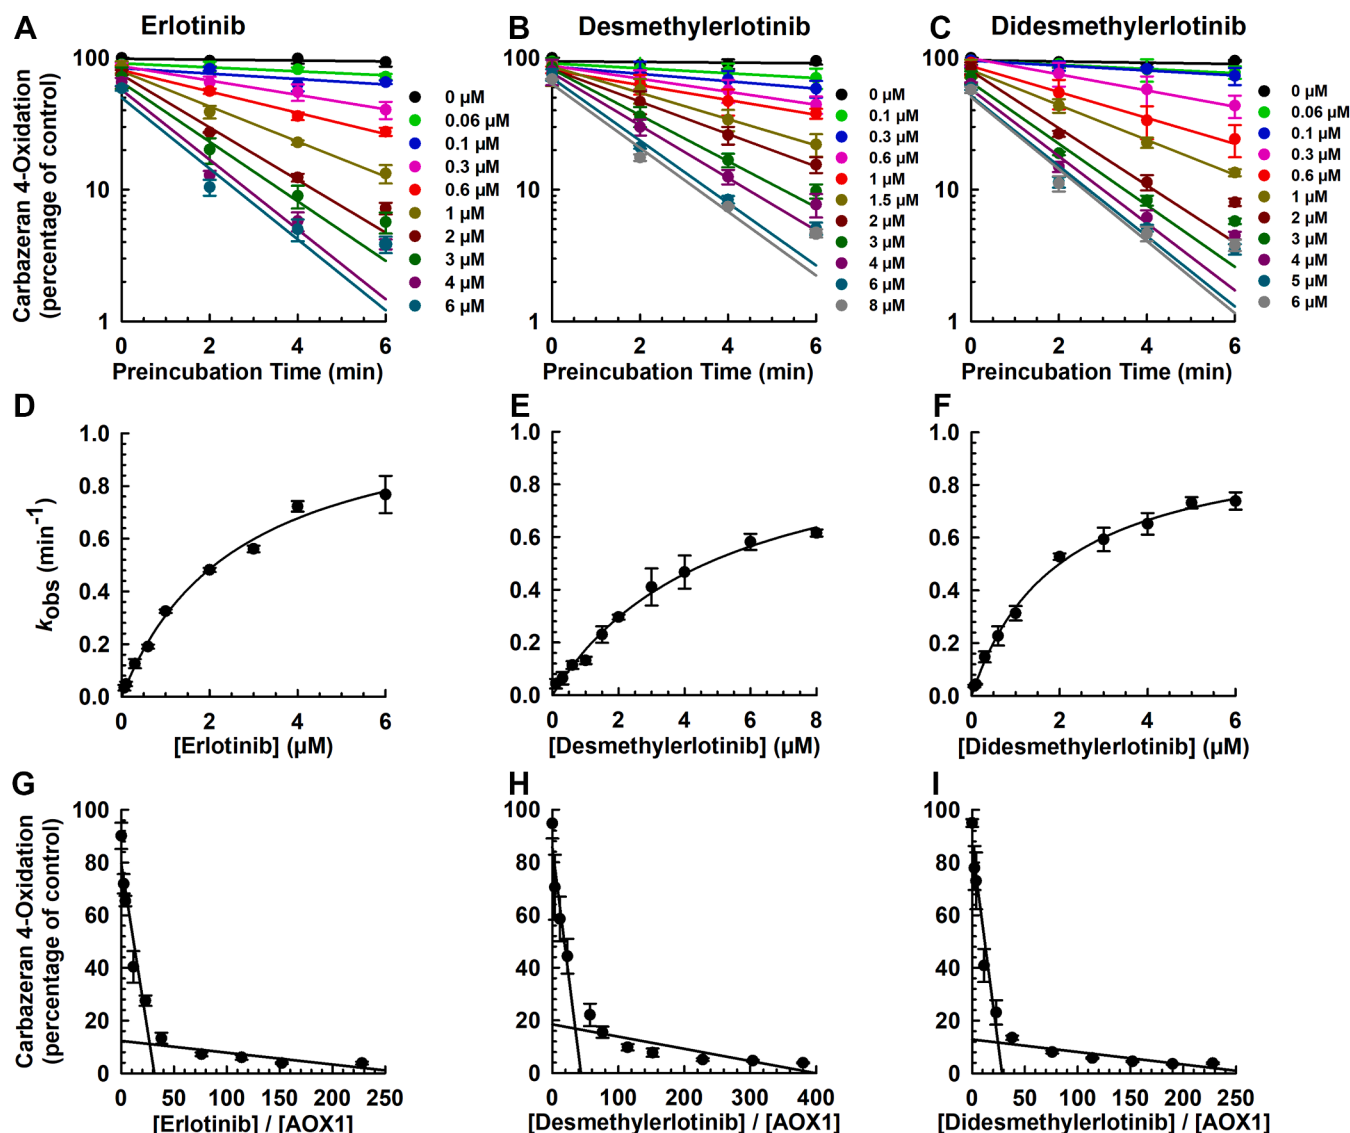 A Erlotinib
B Desmethylerlotinib
C Didesmethylerlotinib
Carbazeran 4-Oxidation
(percentage of control)
100
10
1
0 2 4 6
Preincubation Time (min)
0 µM
0.06 µM
0.1 µM
0.3 µM
0.6 µM
1 µM
2 µM
3 µM
4 µM
6 µM
100
10
1
0 2 4 6
Preincubation Time (min)
0 µM
0.1 µM
0.3 µM
0.6 µM
1 µM
1.5 µM
2 µM
3 µM
4 µM
6 µM
8 µM
100
10
1
0 2 4 6
Preincubation Time (min)
0 µM
0.06 µM
0.1 µM
0.3 µM
0.6 µM
1 µM
2 µM
3 µM
4 µM
5 µM
6 µM
D
kobs (min-1)
1.0
0.8
0.6
0.4
0.2
0.0
0 2 4 6
[Erlotinib] (µM)
E
1.0
0.8
0.6
0.4
0.2
0.0
0 2 4 6 8
[Desmethylerlotinib] (µM)
F
1.0
0.8
0.6
0.4
0.2
0.0
0 2 4 6
[Didesmethylerlotinib] (µM)
G
Carbazeran 4-Oxidation
(percentage of control)
100
80
60
40
20
0
0 50 100 150 200 250
[Erlotinib] / [AOX1]
H
100
80
60
40
20
0
0 100 200 300 400
[Desmethylerlotinib] / [AOX1]
I
100
80
60
40
20
0
0 50 100 150 200 250
[Didesmethylerlotinib] / [AOX1]